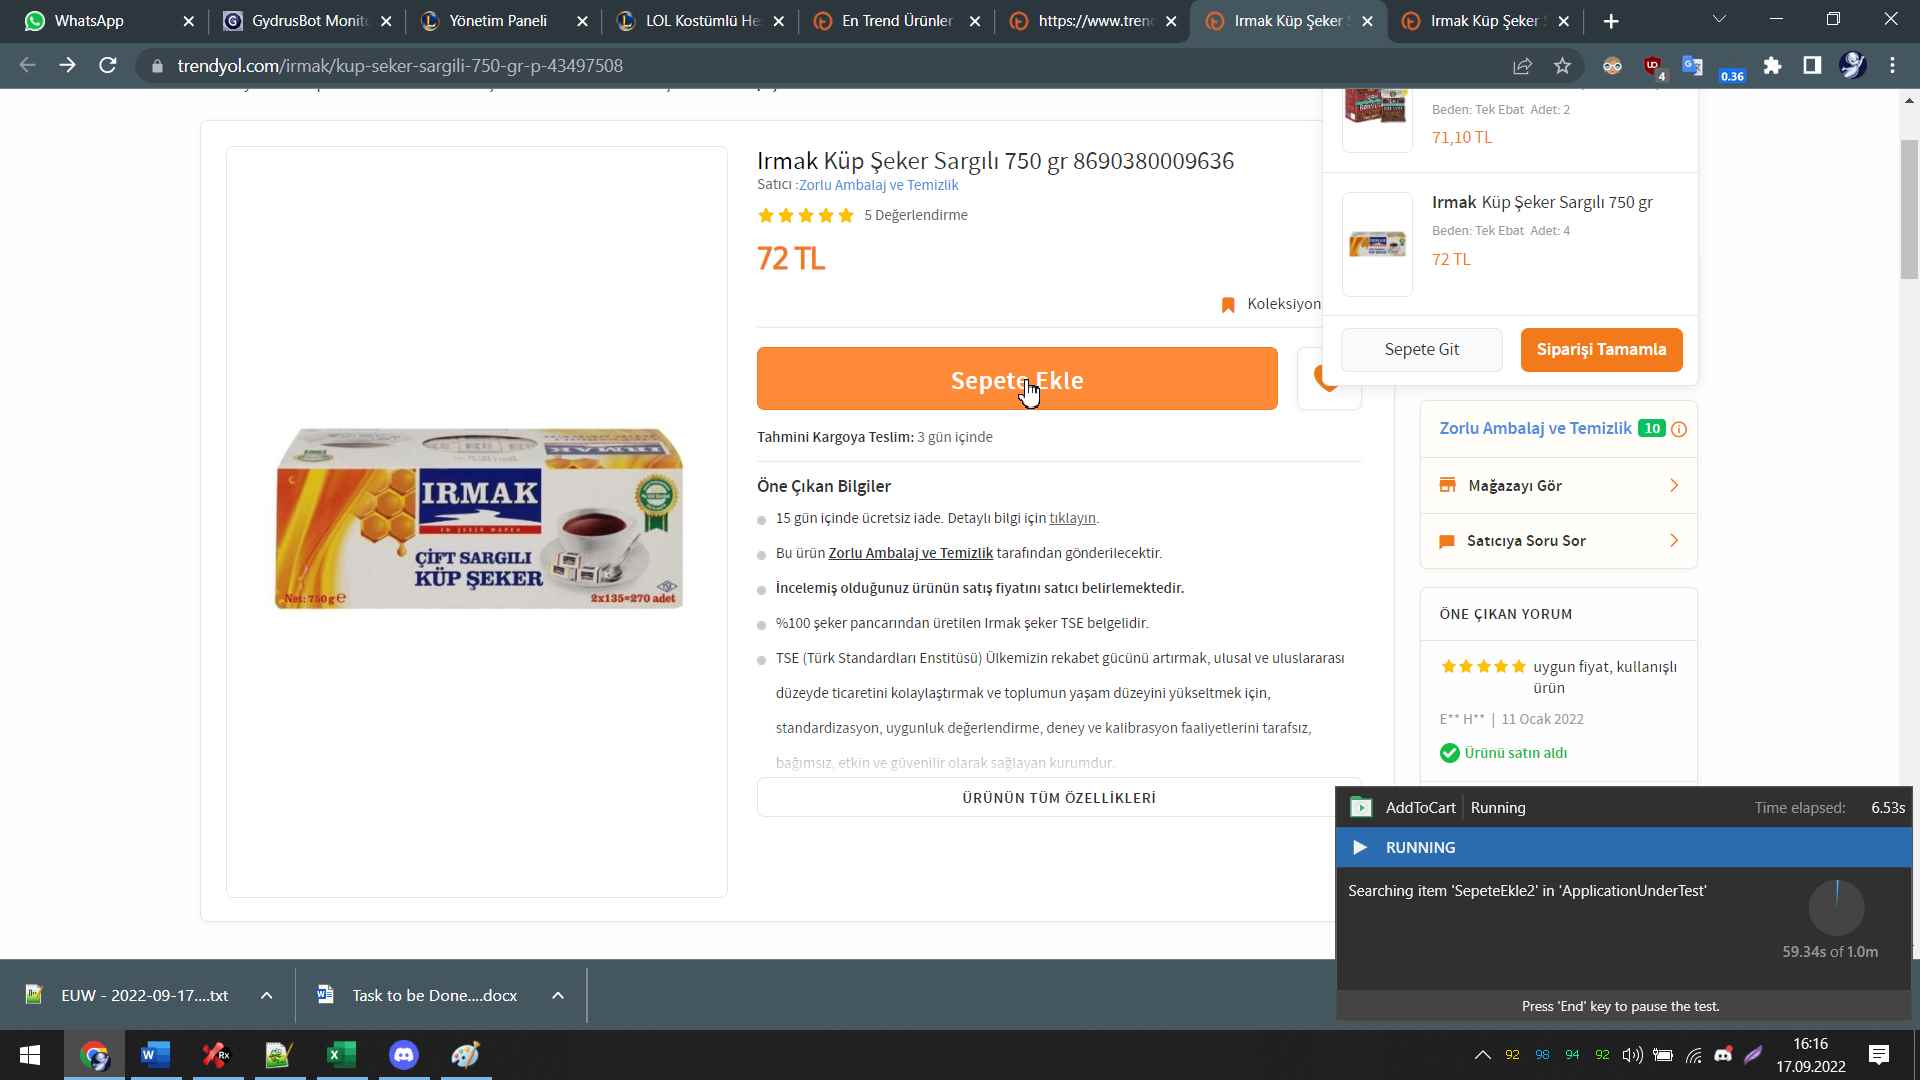 WhatsApp
GydrusBot Monit
Yönetim Paneli
LOL Kostümlü He
En Trend Ürünler
https://www.tren
Irmak Küp Şeker
Irmak Küp Şeker
trendyol.com/irmak/kup-seker-sargili-750-gr-p-43497508
4
0.36
Irmak Küp Şeker Sargılı 750 gr 8690380009636
Satıcı :Zorlu Ambalaj ve Temizlik
5 Değerlendirme
72 TL
Koleksiyon
Sepete Ekle
Tahmini Kargoya Teslim: 3 gün içinde
Öne Çıkan Bilgiler
15 gün içinde ücretsiz iade. Detaylı bilgi için tıklayın.
Bu ürün Zorlu Ambalaj ve Temizlik tarafından gönderilecektir.
İncelemiş olduğunuz ürünün satış fiyatını satıcı belirlemektedir.
%100 şeker pancarından üretilen Irmak şeker TSE belgelidir.
TSE (Türk Standardları Enstitüsü) Ülkemizin rekabet gücünü artırmak, ulusal ve uluslararası
düzeyde ticaretini kolaylaştırmak ve toplumun yaşam düzeyini yükseltmek için,
standardizasyon, uygunluk değerlendirme, deney ve kalibrasyon faaliyetlerini tarafsız,
bağımsız, etkin ve güvenilir olarak sağlayan kurumdur.
ÜRÜNÜN TÜM ÖZELLİKLERİ
IRMAK
ÇİFT SARGILI
KÜP ŞEKER
Net: 750 g e
2x135=270 adet
Beden: Tek Ebat Adet: 2
71,10 TL
Irmak Küp Şeker Sargılı 750 gr
Beden: Tek Ebat Adet: 4
72 TL
Sepete Git
Siparişi Tamamla
Zorlu Ambalaj ve Temizlik 10
Mağazayı Gör
Satıcıya Soru Sor
ÖNE ÇIKAN YORUM
uygun fiyat, kullanışlı
ürün
E** H** | 11 Ocak 2022
Ürünü satın aldı
AddToCart Running
Time elapsed: 6.53s
RUNNING
Searching item 'SepeteEkle2' in 'ApplicationUnderTest'
59.34s of 1.0m
Press 'End' key to pause the test.
EUW - 2022-09-17....txt
Task to be Done....docx
92 98 94 92
16:16
17.09.2022